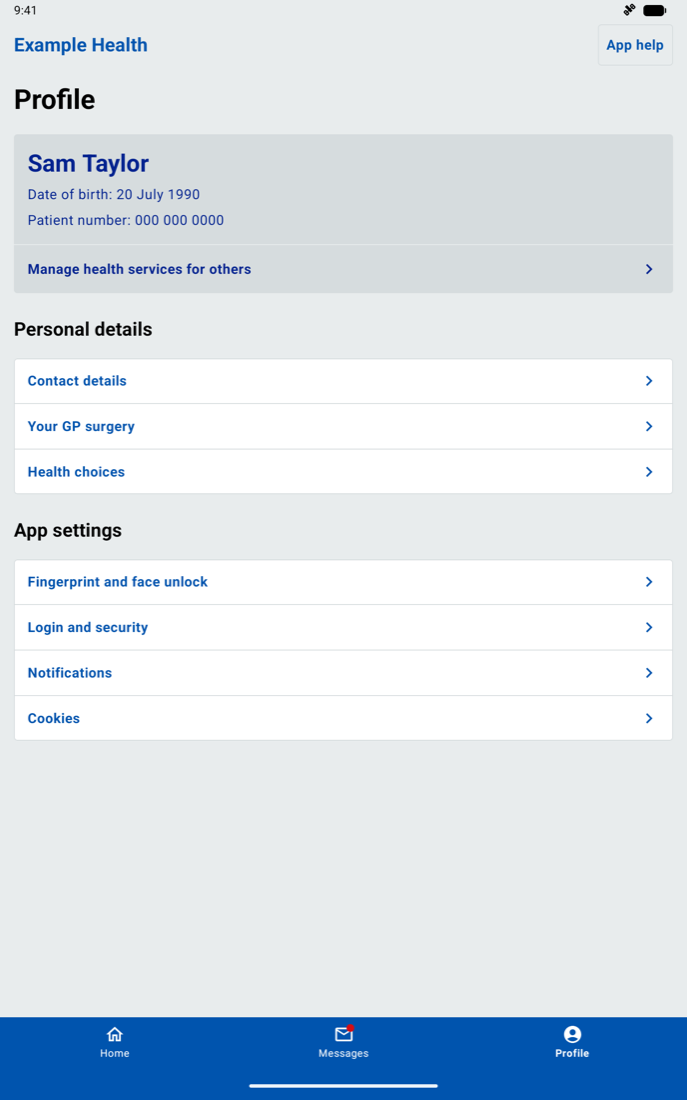 9:41
Example Health
App help
Profile
Sam Taylor
Date of birth: 20 July 1990
Patient number: 000 000 0000
Manage health services for others
Personal details
Contact details
Your GP surgery
Health choices
App settings
Fingerprint and face unlock
Login and security
Notifications
Cookies
Home
Messages
Profile